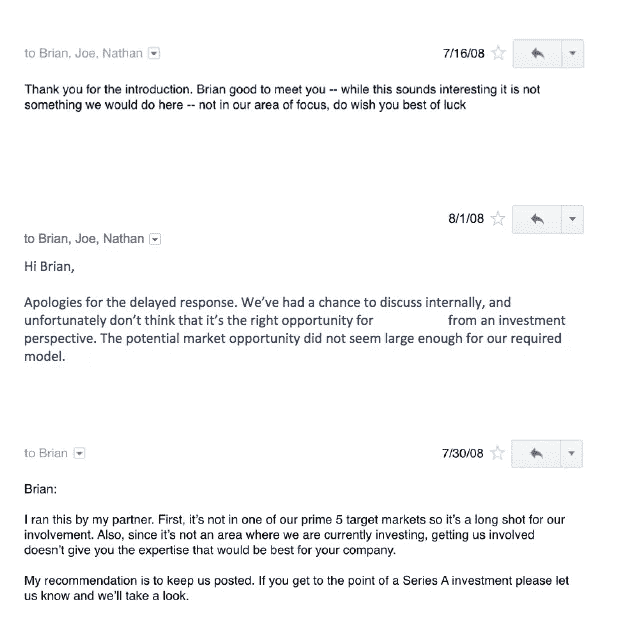 to Brian, Joe, Nathan
7/16/08
Thank you for the introduction. Brian good to meet you -- while this sounds interesting it is not
something we would do here -- not in our area of focus, do wish you best of luck
8/1/08
to Brian, Joe, Nathan
Hi Brian,
Apologies for the delayed response. We've had a chance to discuss internally, and
unfortunately don't think that it's the right opportunity for from an investment
perspective. The potential market opportunity did not seem large enough for our required
model.
to Brian
7/30/08
Brian:
I ran this by my partner. First, it's not in one of our prime 5 target markets so it's a long shot for our
involvement. Also, since it's not an area where we are currently investing, getting us involved
doesn't give you the expertise that would be best for your company.
My recommendation is to keep us posted. If you get to the point of a Series A investment please let
us know and we'll take a look.